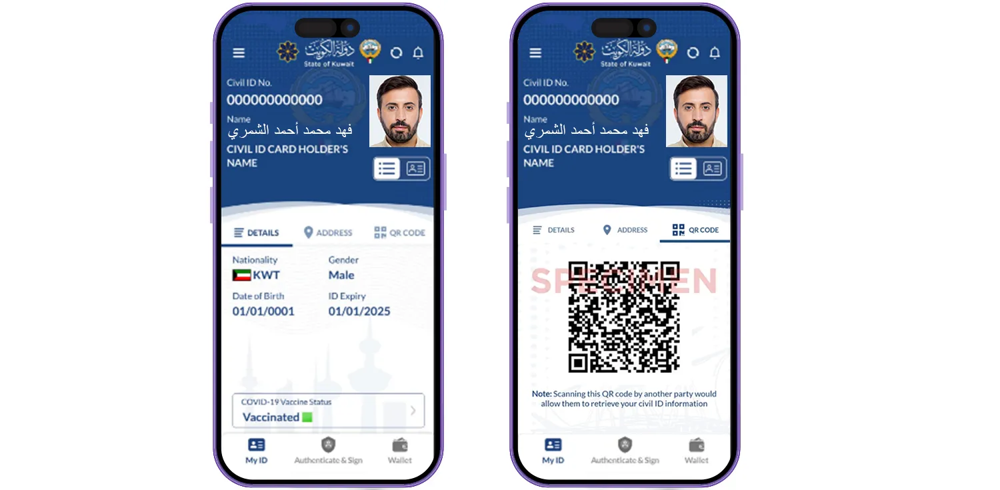 دولة الكويت
State of Kuwait
Civil ID No.
000000000000
Name
فهد محمد أحمد الشمري
CIVIL ID CARD HOLDER'S
NAME
DETAILS ADDRESS QR CODE
Nationality Gender
KWT Male
Date of Birth ID Expiry
01/01/0001 01/01/2025
COVID-19 Vaccine Status
Vaccinated
My ID Authenticate & Sign Wallet
دولة الكويت
State of Kuwait
Civil ID No.
000000000000
Name
فهد محمد أحمد الشمري
CIVIL ID CARD HOLDER'S
NAME
DETAILS ADDRESS QR CODE
SPECIMEN
Note: Scanning this QR code by another party would
allow them to retrieve your civil ID information
My ID Authenticate & Sign Wallet